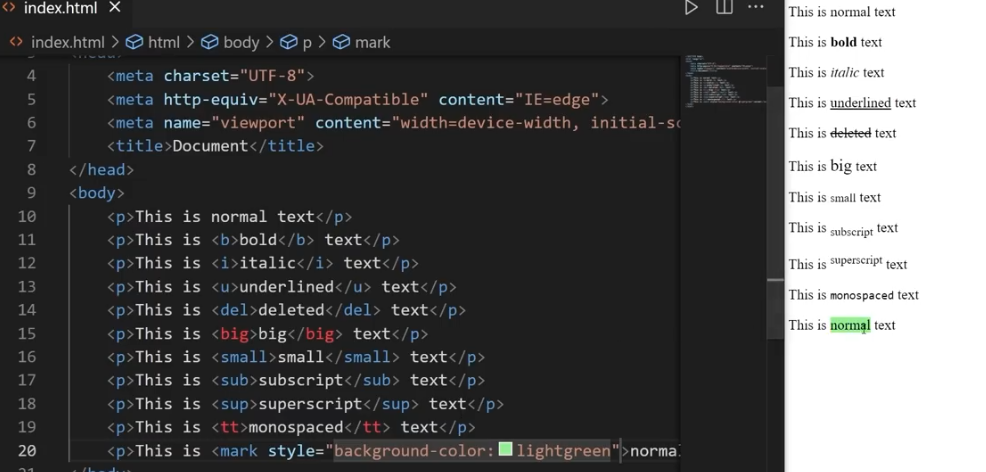 index.html
index.html > html > body > p > mark
4 <meta charset="UTF-8">
5 <meta http-equiv="X-UA-Compatible" content="IE=edge">
6 <meta name="viewport" content="width=device-width, initial-sc
7 <title>Document</title>
8 </head>
9 <body>
10 <p>This is normal text</p>
11 <p>This is <b>bold</b> text</p>
12 <p>This is <i>italic</i> text</p>
13 <p>This is <u>underlined</u> text</p>
14 <p>This is <del>deleted</del> text</p>
15 <p>This is <big>big</big> text</p>
16 <p>This is <small>small</small> text</p>
17 <p>This is <sub>subscript</sub> text</p>
18 <p>This is <sup>superscript</sup> text</p>
19 <p>This is <tt>monospaced</tt> text</p>
20 <p>This is <mark style="background-color: lightgreen">norma
This is normal text
This is bold text
This is italic text
This is underlined text
This is deleted text
This is big text
This is small text
This is subscript text
This is superscript text
This is monospaced text
This is normal text